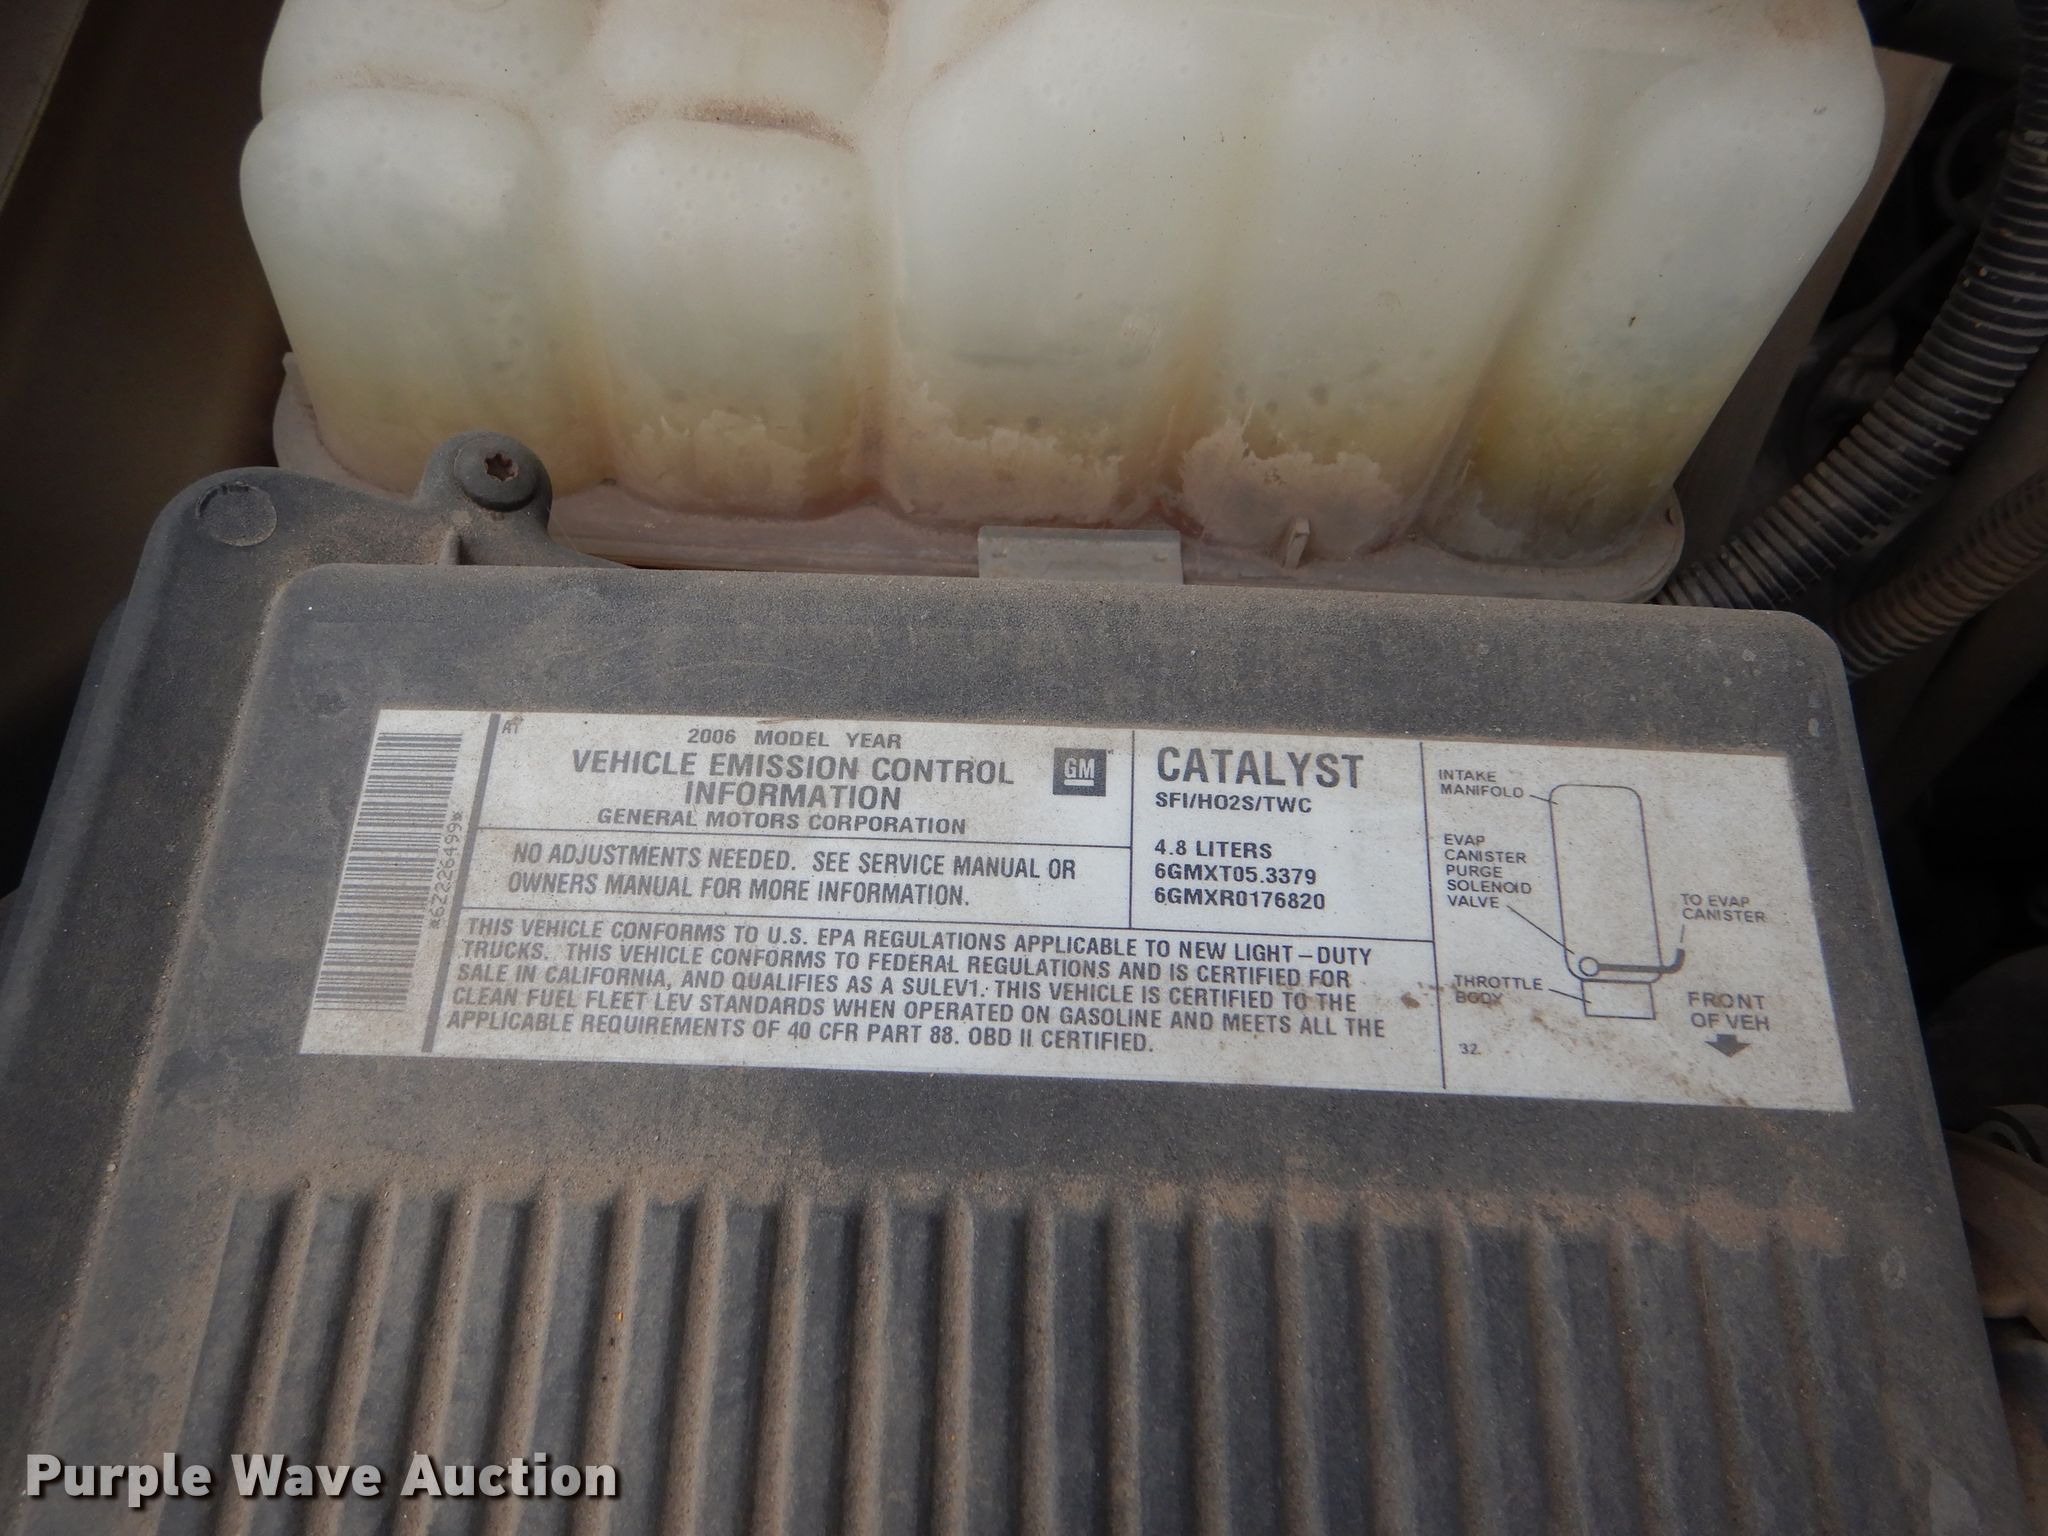 *67226499*
AT
2006 MODEL YEAR
VEHICLE EMISSION CONTROL
INFORMATION
GENERAL MOTORS CORPORATION
GM
NO ADJUSTMENTS NEEDED. SEE SERVICE MANUAL OR
OWNERS MANUAL FOR MORE INFORMATION.
CATALYST
SFI/HO2S/TWC
4.8 LITERS
6GMXT05.3379
6GMXR0176820
THIS VEHICLE CONFORMS TO U.S. EPA REGULATIONS APPLICABLE TO NEW LIGHT-DUTY
TRUCKS. THIS VEHICLE CONFORMS TO FEDERAL REGULATIONS AND IS CERTIFIED FOR
SALE IN CALIFORNIA, AND QUALIFIES AS A SULEV1. THIS VEHICLE IS CERTIFIED TO THE
CLEAN FUEL FLEET LEV STANDARDS WHEN OPERATED ON GASOLINE AND MEETS ALL THE
APPLICABLE REQUIREMENTS OF 40 CFR PART 88. OBD II CERTIFIED.
INTAKE
MANIFOLD
EVAP
CANISTER
PURGE
SOLENOID
VALVE
TO EVAP
CANISTER
THROTTLE
BODY
FRONT
OF VEH
32
Purple Wave Auction